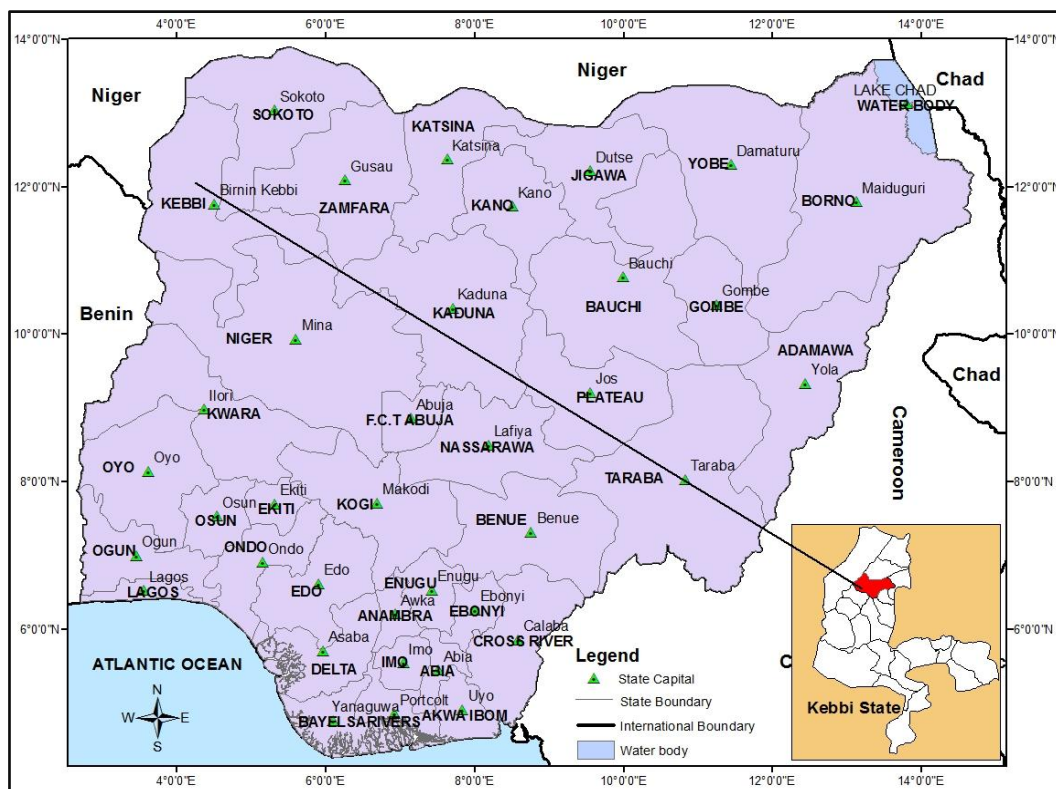 4°0'0"E 6°0'0"E 8°0'0"E 10°0'0"E 12°0'0"E 14°0'0"E
14°0'0"N 14°0'0"N
Niger Niger Chad
LAKE CHAD
WATER BODY
Sokoto
SOKOTO
KATSINA
Katsina
Dutse
JIGAWA
YOBE Damaturu
Gusau
ZAMFARA
12°0'0"N 12°0'0"N
Birnin Kebbi
KEBBI
KANO Kano
Maiduguri
BORNO
Bauchi
BAUCHI
Gombe
GOMBE
Kaduna
KADUNA
Benin
10°0'0"N 10°0'0"N
Mina
NIGER
ADAMAWA
Yola
Chad
Jos
PLATEAU
Ilori
KWARA
Abuja
F.C.T ABUJA
Lafiya
NASSARAWA
Cameroon
OYO Oyo
8°0'0"N 8°0'0"N
Taraba
TARABA
Osun
OSUN
Ekiti
EKITI
Makodi
KOGI
BENUE Benue
Ogun
OGUN
ONDO Ondo
Lagos
LAGOS
Edo
EDO
ENUGU Enugu
Awka
ANAMBRA
Ebonyi
EBONYI
6°0'0"N 6°0'0"N
Calaba
CROSS RIVER
Asaba
DELTA
Imo
IMO
Abia
ABIA
ATLANTIC OCEAN
Yanaguwa
BAYELSA
Portcolt
RIVERS
Uyo
AKWA IBOM
N
W E
S
Legend
State Capital
State Boundary
International Boundary
Water body
C
Kebbi State
4°0'0"E 6°0'0"E 8°0'0"E 10°0'0"E 12°0'0"E 14°0'0"E